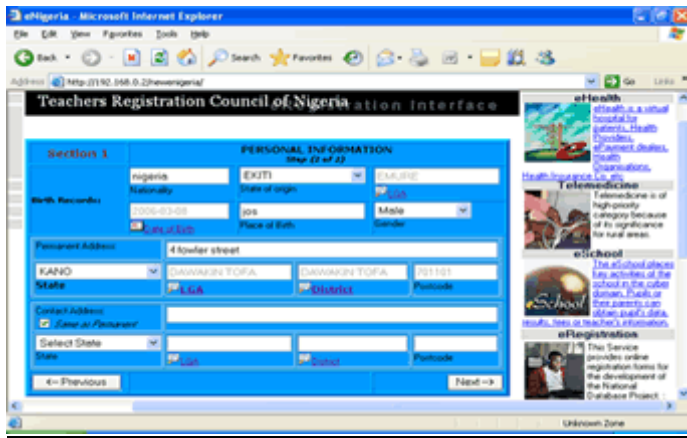 eNigeria - Microsoft Internet Explorer
File Edit View Favorites Tools Help
Back Search Favorites
Address http://192.168.0.2/newenigeria/ Go Links
Teachers Registration Council of Nigeria
ration Interface
Section 1
PERSONAL INFORMATION
Step (2 of 2)
Birth Records:
nigeria EKITI EMURE
Nationality State of origin LGA
2006-03-08 jos Male
Date of Birth Place of Birth Gender
Permanent Address: 4 fowler street
KANO DAWAKIN TOFA DAWAKIN TOFA 701101
State LGA District Postcode
Contact Address:
Same as Permanent
Select State
State LGA District Postcode
<-- Previous Next -->
eHealth
eHealth is a virtual
hospital for
patients, Health
Providers,
ePayment dealers,
Health
Organisations,
Health Insurance Co. etc
Telemedicine
Telemedicine is of
high-priority
category because
of its significance
for rural areas.
eSchool
The eSchool places
key activities of the
school in the cyber
domain. Pupils or
their parents can
obtain pupil's data,
results, fees or teacher's information.
eSchool
eRegistration
This Service
provides online
registration forms for
the development of
the National
Database Project. :
Unknown Zone